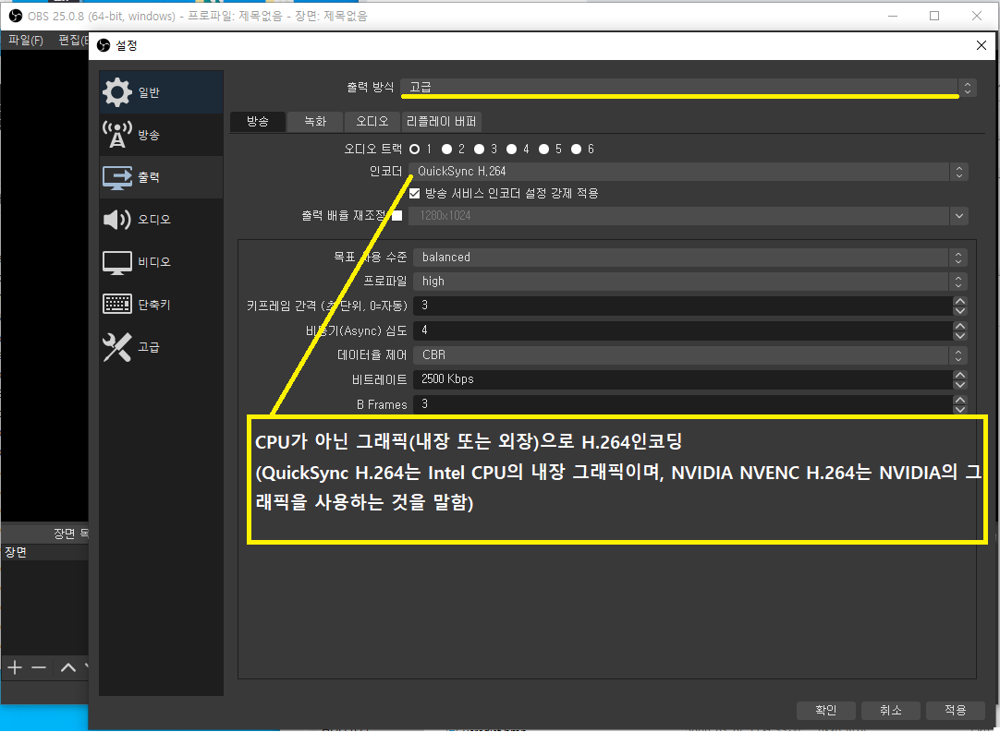 OBS 25.0.8 (64-bit, windows) - 프로파일: 제목없음 - 장면: 제목없음
파일(F) 편집(E
설정
일반
방송
출력
오디오
비디오
단축키
고급
출력 방식 고급
방송 녹화 오디오 리플레이 버퍼
오디오 트랙 1 2 3 4 5 6
인코더 QuickSync H.264
방송 서비스 인코더 설정 강제 적용
출력 배율 재조정 1280x1024
목표 사용 수준 balanced
프로파일 high
키프레임 간격 (초 단위, 0=자동) 3
비동기(Async) 심도 4
데이터율 제어 CBR
비트레이트 2500 Kbps
B Frames 3
CPU가 아닌 그래픽(내장 또는 외장)으로 H.264인코딩
(QuickSync H.264는 Intel CPU의 내장 그래픽이며, NVIDIA NVENC H.264는 NVIDIA의 그
래픽을 사용하는 것을 말함)
장면 목
장면
확인 취소 적용